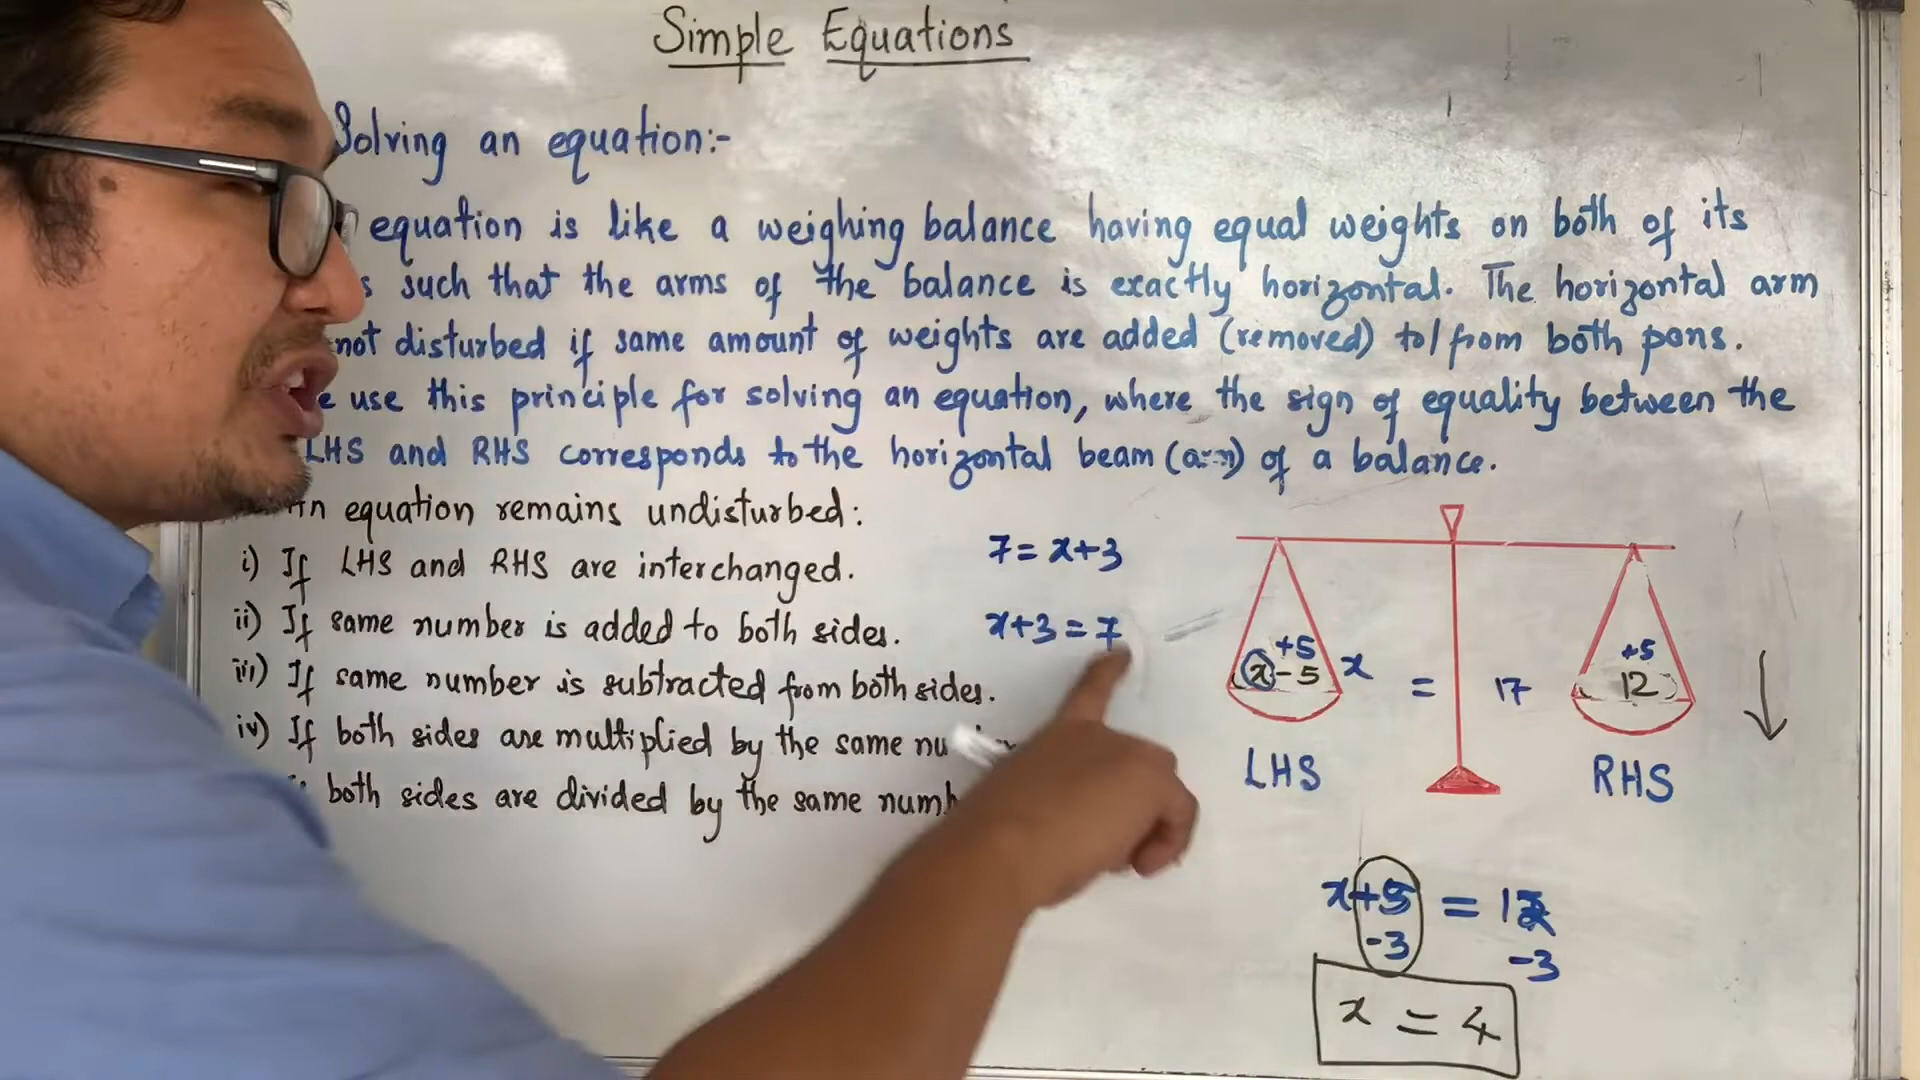 Simple Equations
Solving an equation:-
equation is like a weighing balance having equal weights on both of its
such that the arms of the balance is exactly horizontal. The horizontal arm
not disturbed if same amount of weights are added (removed) to/from both pans.
use this principle for solving an equation, where the sign of equality between the
LHS and RHS corresponds to the horizontal beam (arm) of a balance.
An equation remains undisturbed:
i) If LHS and RHS are interchanged.
ii) If same number is added to both sides.
iii) If same number is subtracted from both sides.
iv) If both sides are multiplied by the same
both sides are divided by the same
7 = x+3
x+3 = 7
+5
x-5 x = 17
+5
12
LHS
RHS
-3
-3
x = 4